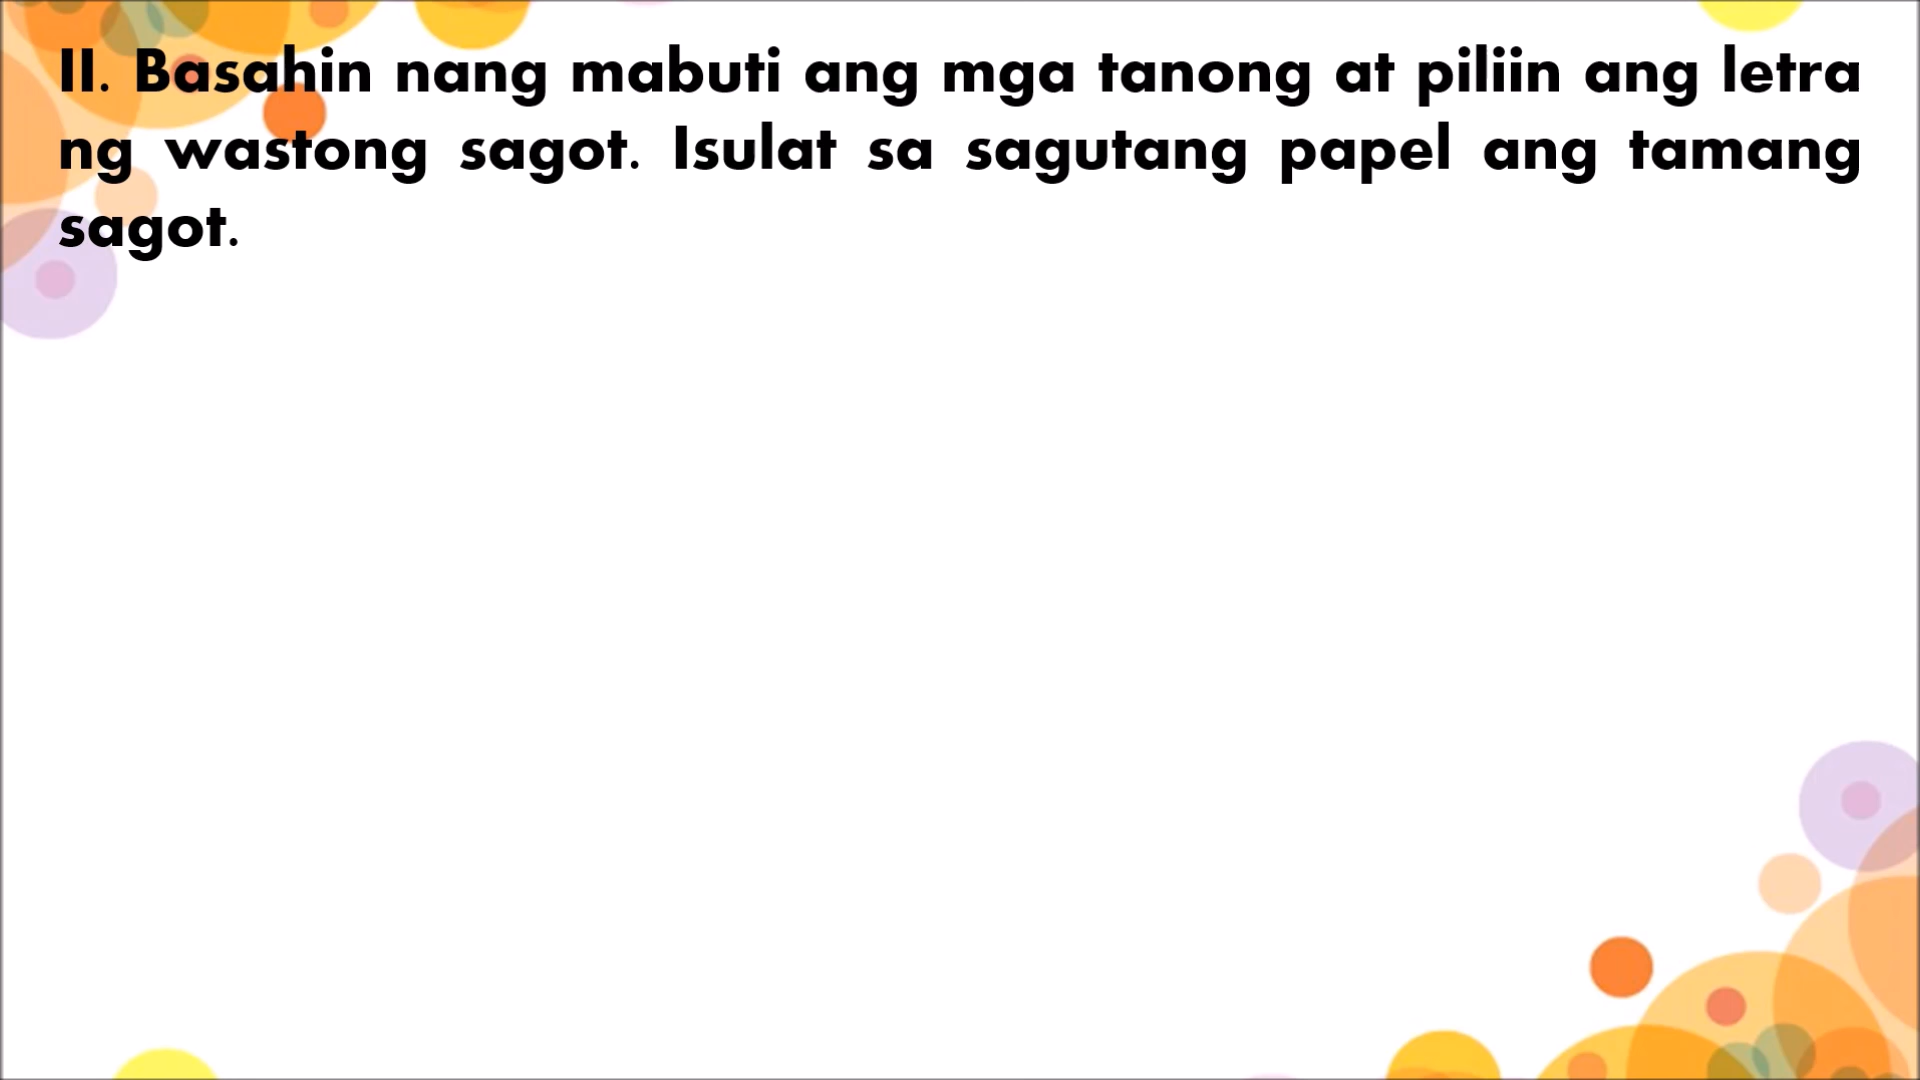 II. Basahin nang mabuti ang mga tanong at piliin ang letra
ng wastong sagot. Isulat sa sagutang papel ang tamang
sagot.